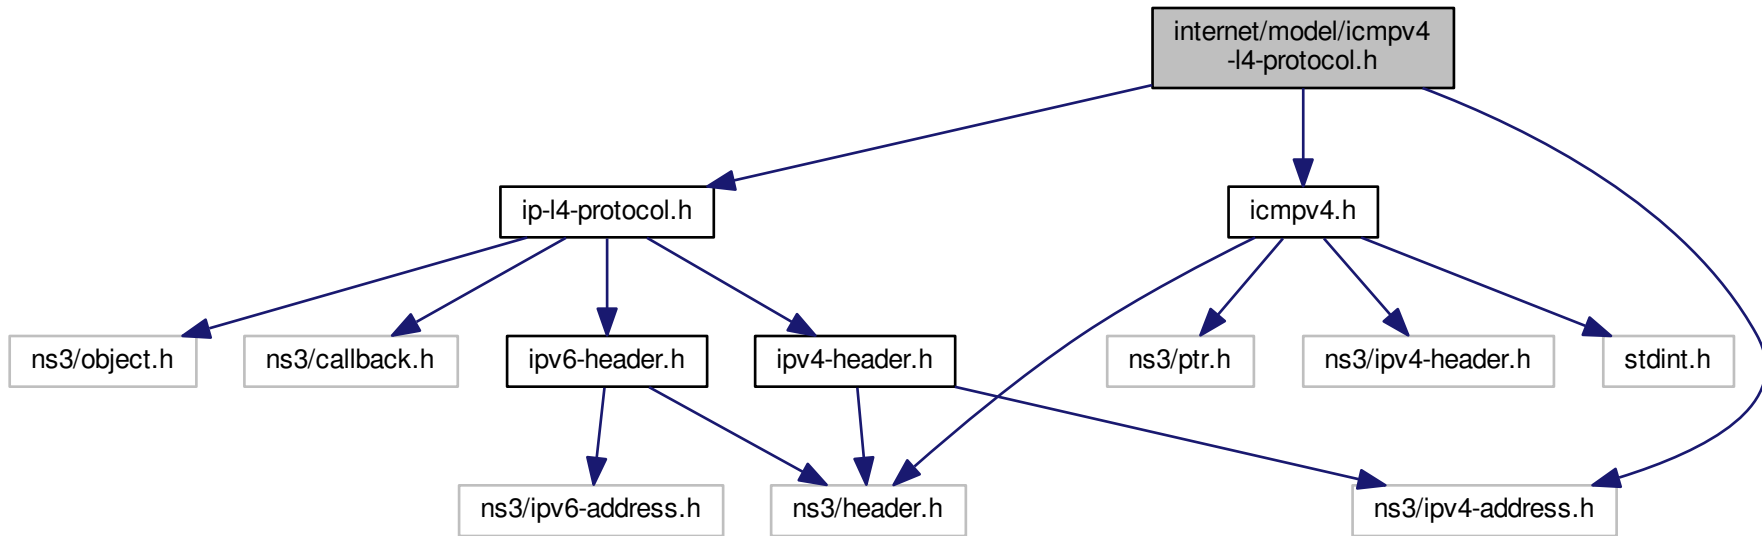 internet/model/icmpv4
-l4-protocol.h
ip-l4-protocol.h
icmpv4.h
ns3/object.h
ns3/callback.h
ipv6-header.h
ipv4-header.h
ns3/ptr.h
ns3/ipv4-header.h
stdint.h
ns3/ipv6-address.h
ns3/header.h
ns3/ipv4-address.h